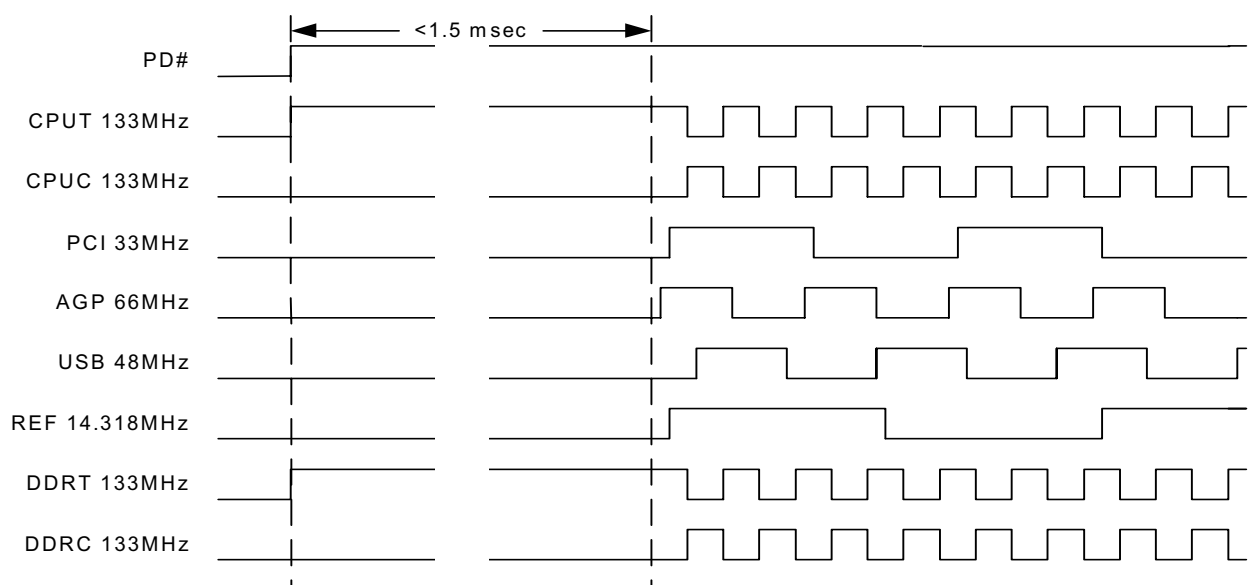 <1.5 msec
PD#
CPUT 133MHz
CPUC 133MHz
PCI 33MHz
AGP 66MHz
USB 48MHz
REF 14.318MHz
DDRT 133MHz
DDRC 133MHz